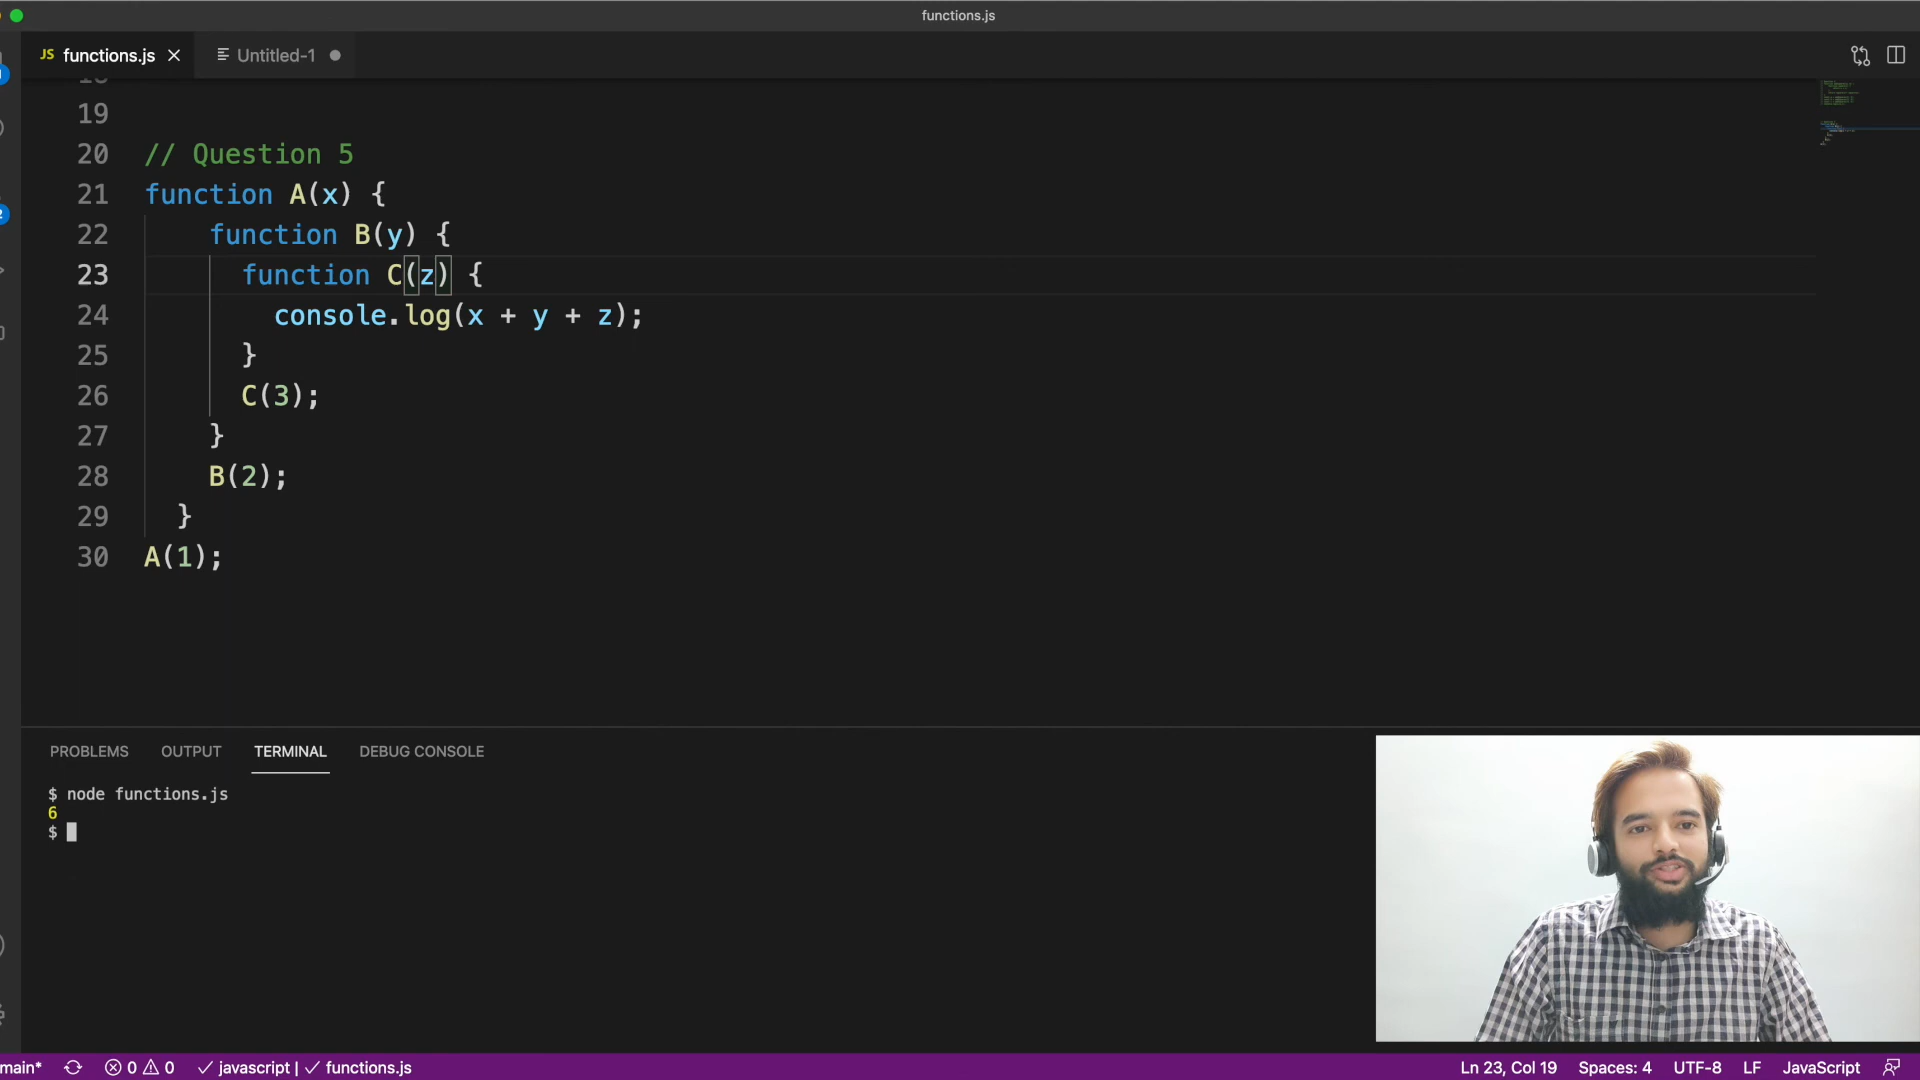 functions.js
JS functions.js Untitled-1
19
20 // Question 5
21 function A(x) {
22 function B(y) {
23 function C(z) {
24 console.log(x + y + z);
25 }
26 C(3);
27 }
28 B(2);
29 }
30 A(1);
PROBLEMS OUTPUT TERMINAL DEBUG CONSOLE
$ node functions.js
6
$
main* 0 0 javascript | functions.js Ln 23, Col 19 Spaces: 4 UTF-8 LF JavaScript